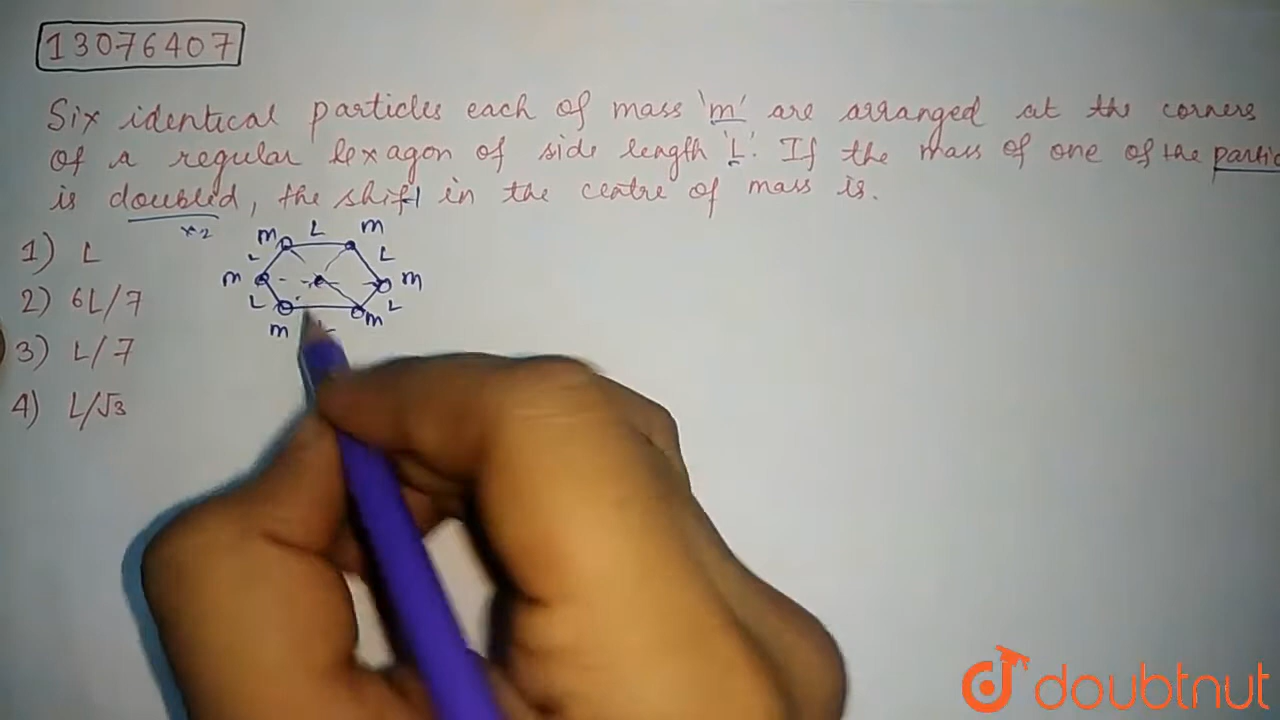 13076407
Six identical particles each of mass 'm' are arranged at the corners
of a regular hexagon of side length 'L'. If the mass of one of the partic
is doubled, the shift in the centre of mass is.
×2
1) L
2) 6L/7
3) L/7
4) L/√3
m L m
L L
m m
L L
m L m
doubtnut